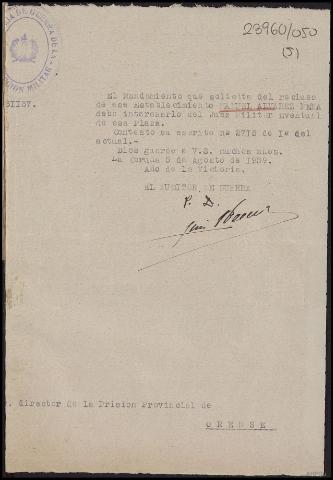 23960/050
(5)
El Mandamiento que solicita del recluso
de ese Establecimiento MANUEL ALVAREZ PENA
debe interesarlo del Juez Militar eventual
de esa Plaza.
Contesto su escrito nº 2715 de 1º del
actual.-
Dios guarde a V.S. muchos años.
La Coruña 5 de Agosto de 1939.
Año de la Victoria.
EL AUDITOR DE GUERRA
P. D.
. Director de la Prision Provincial de
ORENSE